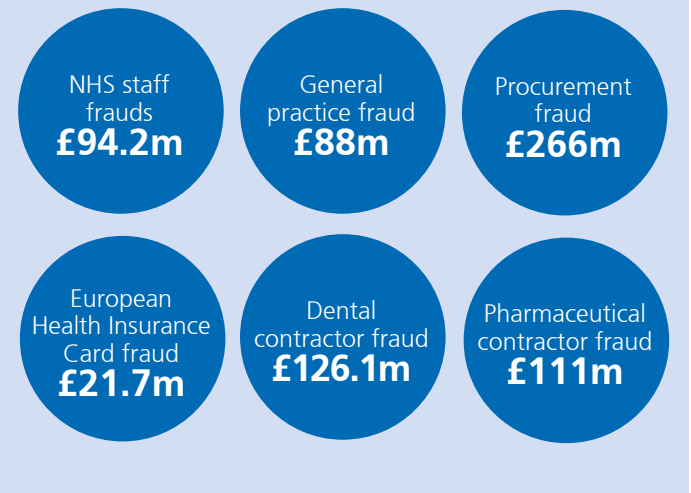 NHS staff
frauds
£94.2m
General
practice fraud
£88m
Procurement
fraud
£266m
European
Health Insurance
Card fraud
£21.7m
Dental
contractor fraud
£126.1m
Pharmaceutical
contractor fraud
£111m